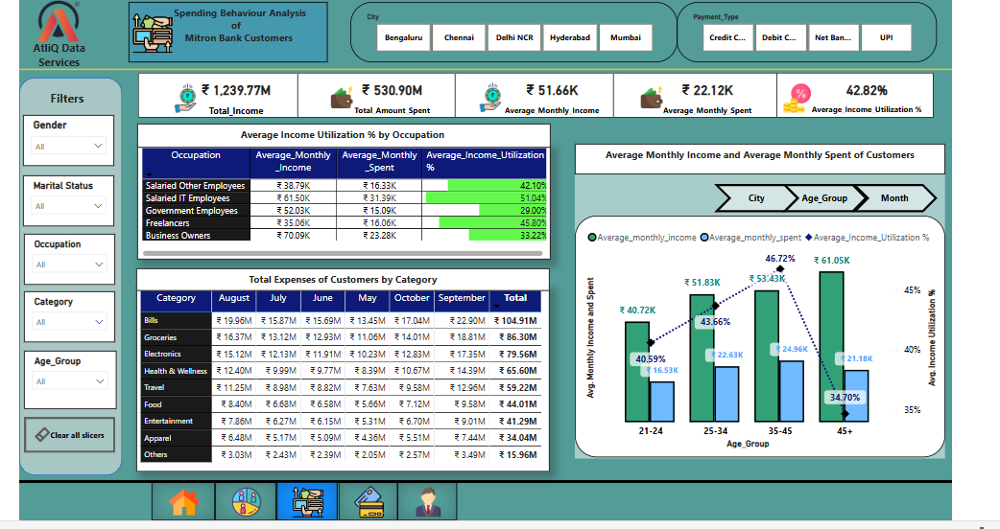 AtliQ Data
Services
Spending Behaviour Analysis
of
Mitron Bank Customers
City
Bengaluru Chennai Delhi NCR Hyderabad Mumbai
Payment_Type
Credit C... Debit C... Net Ban... UPI
₹ 1,239.77M
Total_Income
₹ 530.90M
Total Amount Spent
₹ 51.66K
Average Monthly Income
₹ 22.12K
Average Monthly Spent
%
42.82%
Average_Income_Utilization %
Filters
Gender
All
Marital Status
All
Occupation
All
Category
All
Age_Group
All
Clear all slicers
Average Income Utilization % by Occupation
Occupation Average_Monthly_Income Average_Monthly_Spent Average_Income_Utilization %
Salaried Other Employees ₹ 38.79K ₹ 16.33K 42.10%
Salaried IT Employees ₹ 61.50K ₹ 31.39K 51.04%
Government Employees ₹ 52.03K ₹ 15.09K 29.00%
Freelancers ₹ 35.06K ₹ 16.06K 45.80%
Business Owners ₹ 70.09K ₹ 23.28K 33.22%
Total Expenses of Customers by Category
Category August July June May October September Total
Bills ₹ 19.96M ₹ 15.87M ₹ 15.69M ₹ 13.45M ₹ 17.04M ₹ 22.90M ₹ 104.91M
Groceries ₹ 16.37M ₹ 13.12M ₹ 12.93M ₹ 11.06M ₹ 14.01M ₹ 18.81M ₹ 86.30M
Electronics ₹ 15.12M ₹ 12.13M ₹ 11.91M ₹ 10.23M ₹ 12.83M ₹ 17.35M ₹ 79.56M
Health & Wellness ₹ 12.40M ₹ 9.99M ₹ 9.77M ₹ 8.39M ₹ 10.67M ₹ 14.39M ₹ 65.60M
Travel ₹ 11.25M ₹ 8.98M ₹ 8.82M ₹ 7.63M ₹ 9.58M ₹ 12.96M ₹ 59.22M
Food ₹ 8.40M ₹ 6.68M ₹ 6.58M ₹ 5.66M ₹ 7.12M ₹ 9.58M ₹ 44.01M
Entertainment ₹ 7.86M ₹ 6.27M ₹ 6.15M ₹ 5.31M ₹ 6.70M ₹ 9.01M ₹ 41.29M
Apparel ₹ 6.48M ₹ 5.17M ₹ 5.09M ₹ 4.36M ₹ 5.51M ₹ 7.44M ₹ 34.04M
Others ₹ 3.03M ₹ 2.43M ₹ 2.39M ₹ 2.05M ₹ 2.57M ₹ 3.49M ₹ 15.96M
Average Monthly Income and Average Monthly Spent of Customers
City Age_Group Month
Average_monthly_income Average_monthly_spent Average_Income_Utilization %
Avg. Monthly Income and Spent
₹ 40.72K ₹ 51.83K ₹ 53.43K ₹ 61.05K
40.59% 43.66% 46.72% 34.70%
₹ 16.53K ₹ 22.63K ₹ 24.96K ₹ 21.18K
45%
40%
35%
Avg. Income Utilization %
21-24 25-34 35-45 45+
Age_Group